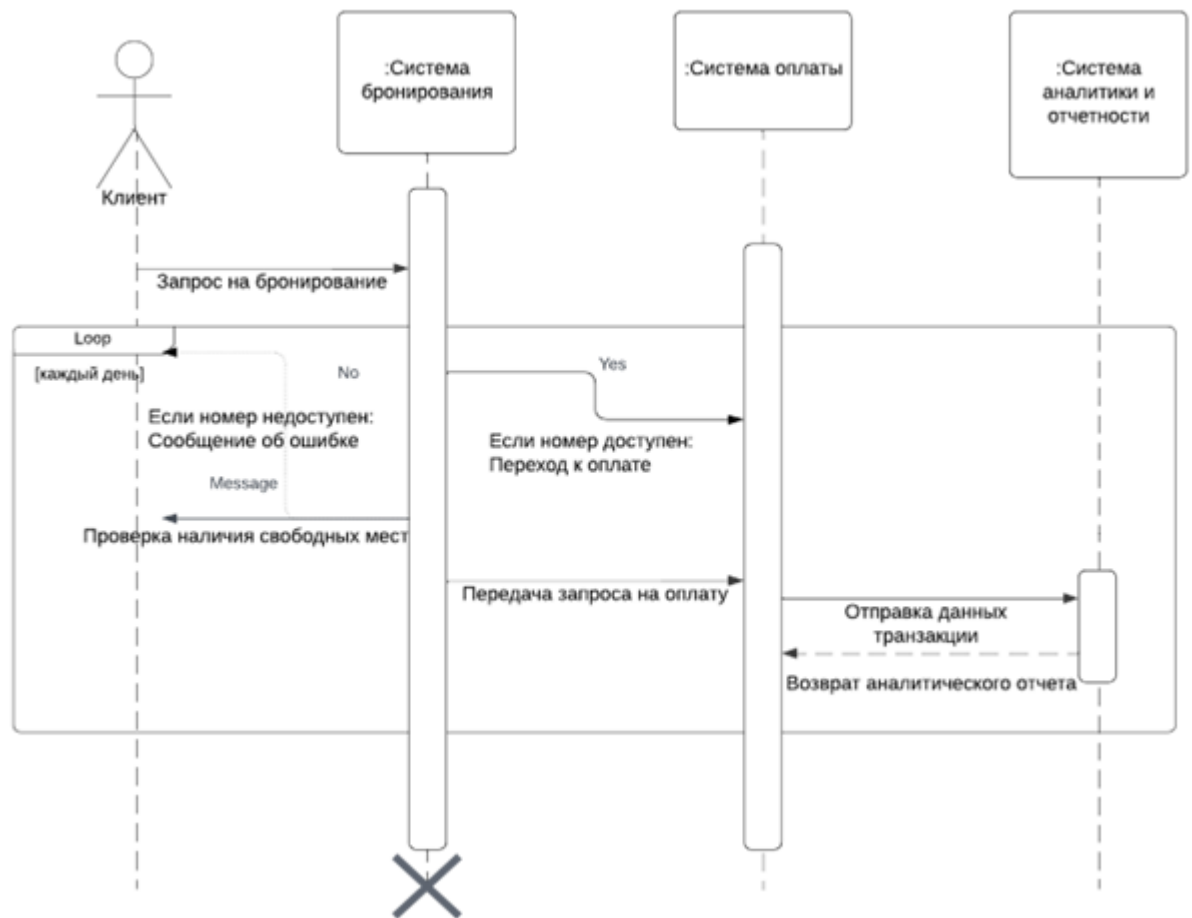 :Система
бронирования
:Система оплаты
:Система
аналитики и
отчетности
Клиент
Запрос на бронирование
Loop
[каждый день]
No
Yes
Если номер недоступен:
Сообщение об ошибке
Если номер доступен:
Переход к оплате
Message
Проверка наличия свободных мест
Передача запроса на оплату
Отправка данных
транзакции
Возврат аналитического отчета